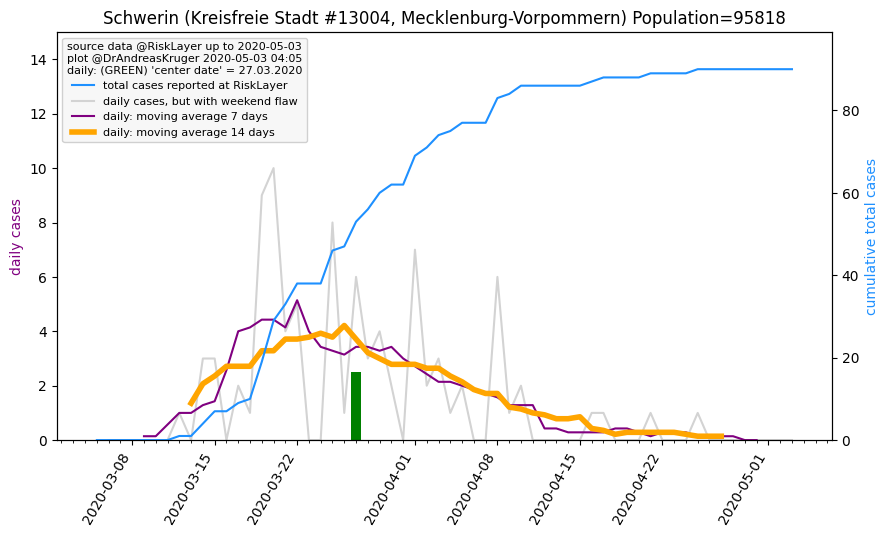 Schwerin (Kreisfreie Stadt #13004, Mecklenburg-Vorpommern) Population=95818
source data @RiskLayer up to 2020-05-03
plot @DrAndreasKruger 2020-05-03 04:05
daily: (GREEN) 'center date' = 27.03.2020
total cases reported at RiskLayer
daily cases, but with weekend flaw
daily: moving average 7 days
daily: moving average 14 days
daily cases
14
12
10
8
6
4
2
0
cumulative total cases
80
60
40
20
0
2020-03-08
2020-03-15
2020-03-22
2020-04-01
2020-04-08
2020-04-15
2020-04-22
2020-05-01